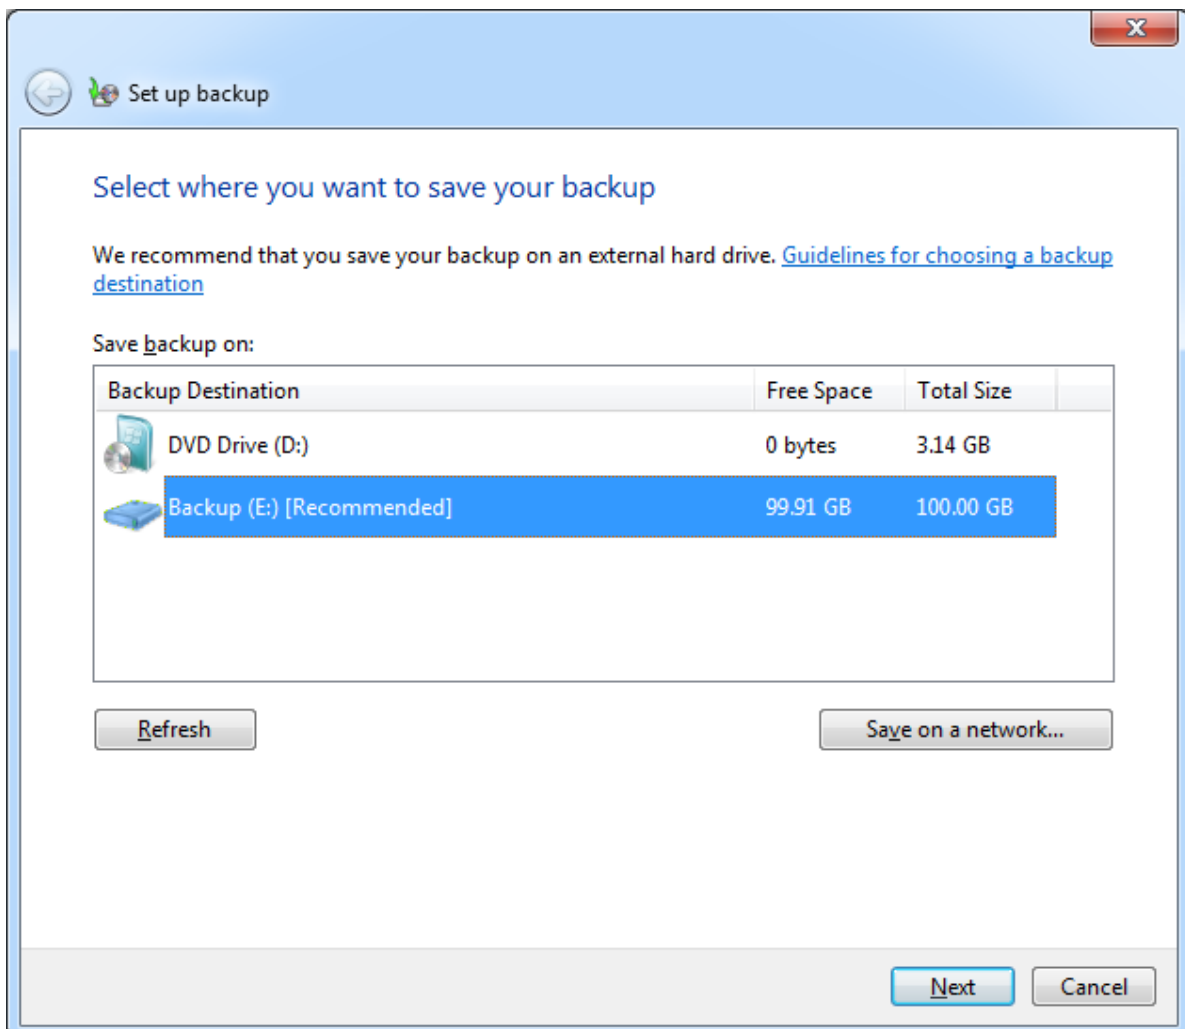 Set up backup
Select where you want to save your backup
We recommend that you save your backup on an external hard drive. Guidelines for choosing a backup
destination
Save backup on:
Backup Destination Free Space Total Size
DVD Drive (D:) 0 bytes 3.14 GB
Backup (E:) [Recommended] 99.91 GB 100.00 GB
Refresh Save on a network...
Next Cancel